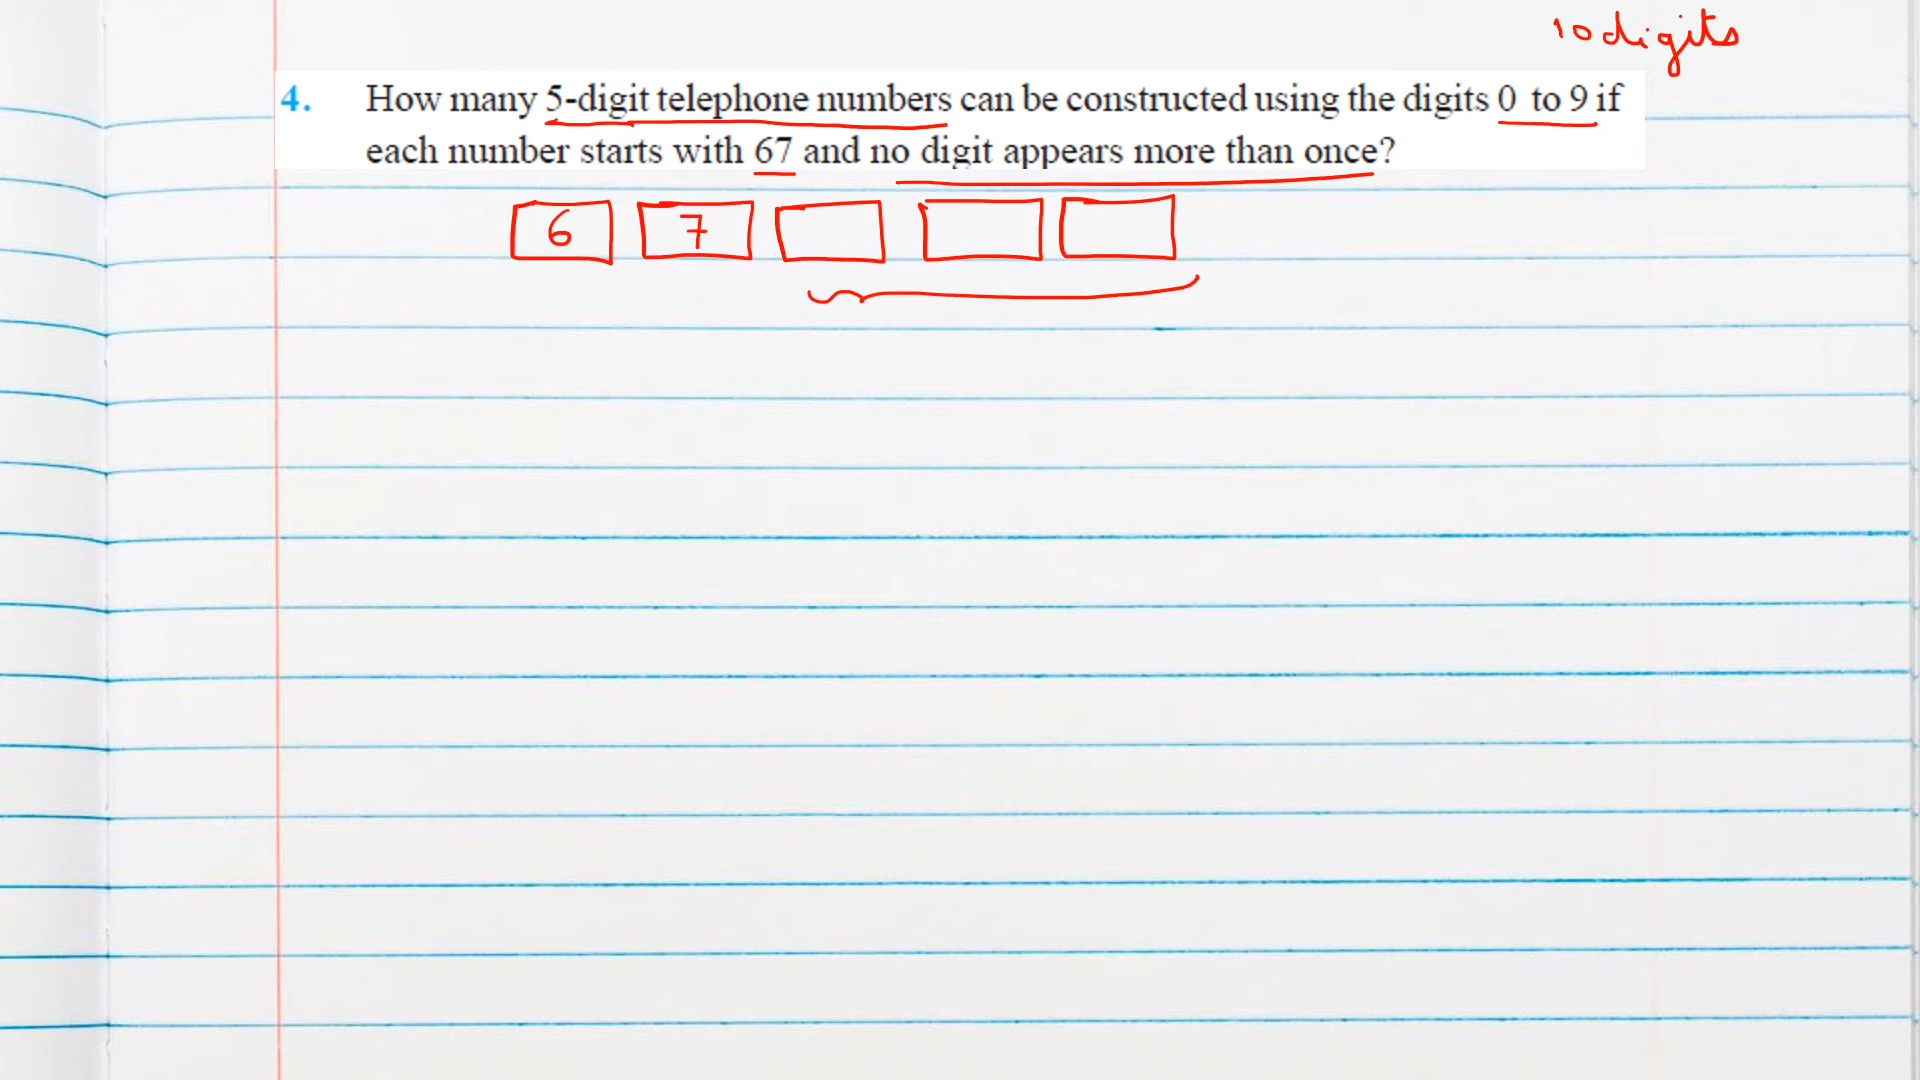 10 digits
4. How many 5-digit telephone numbers can be constructed using the digits 0 to 9 if
each number starts with 67 and no digit appears more than once?
6 7